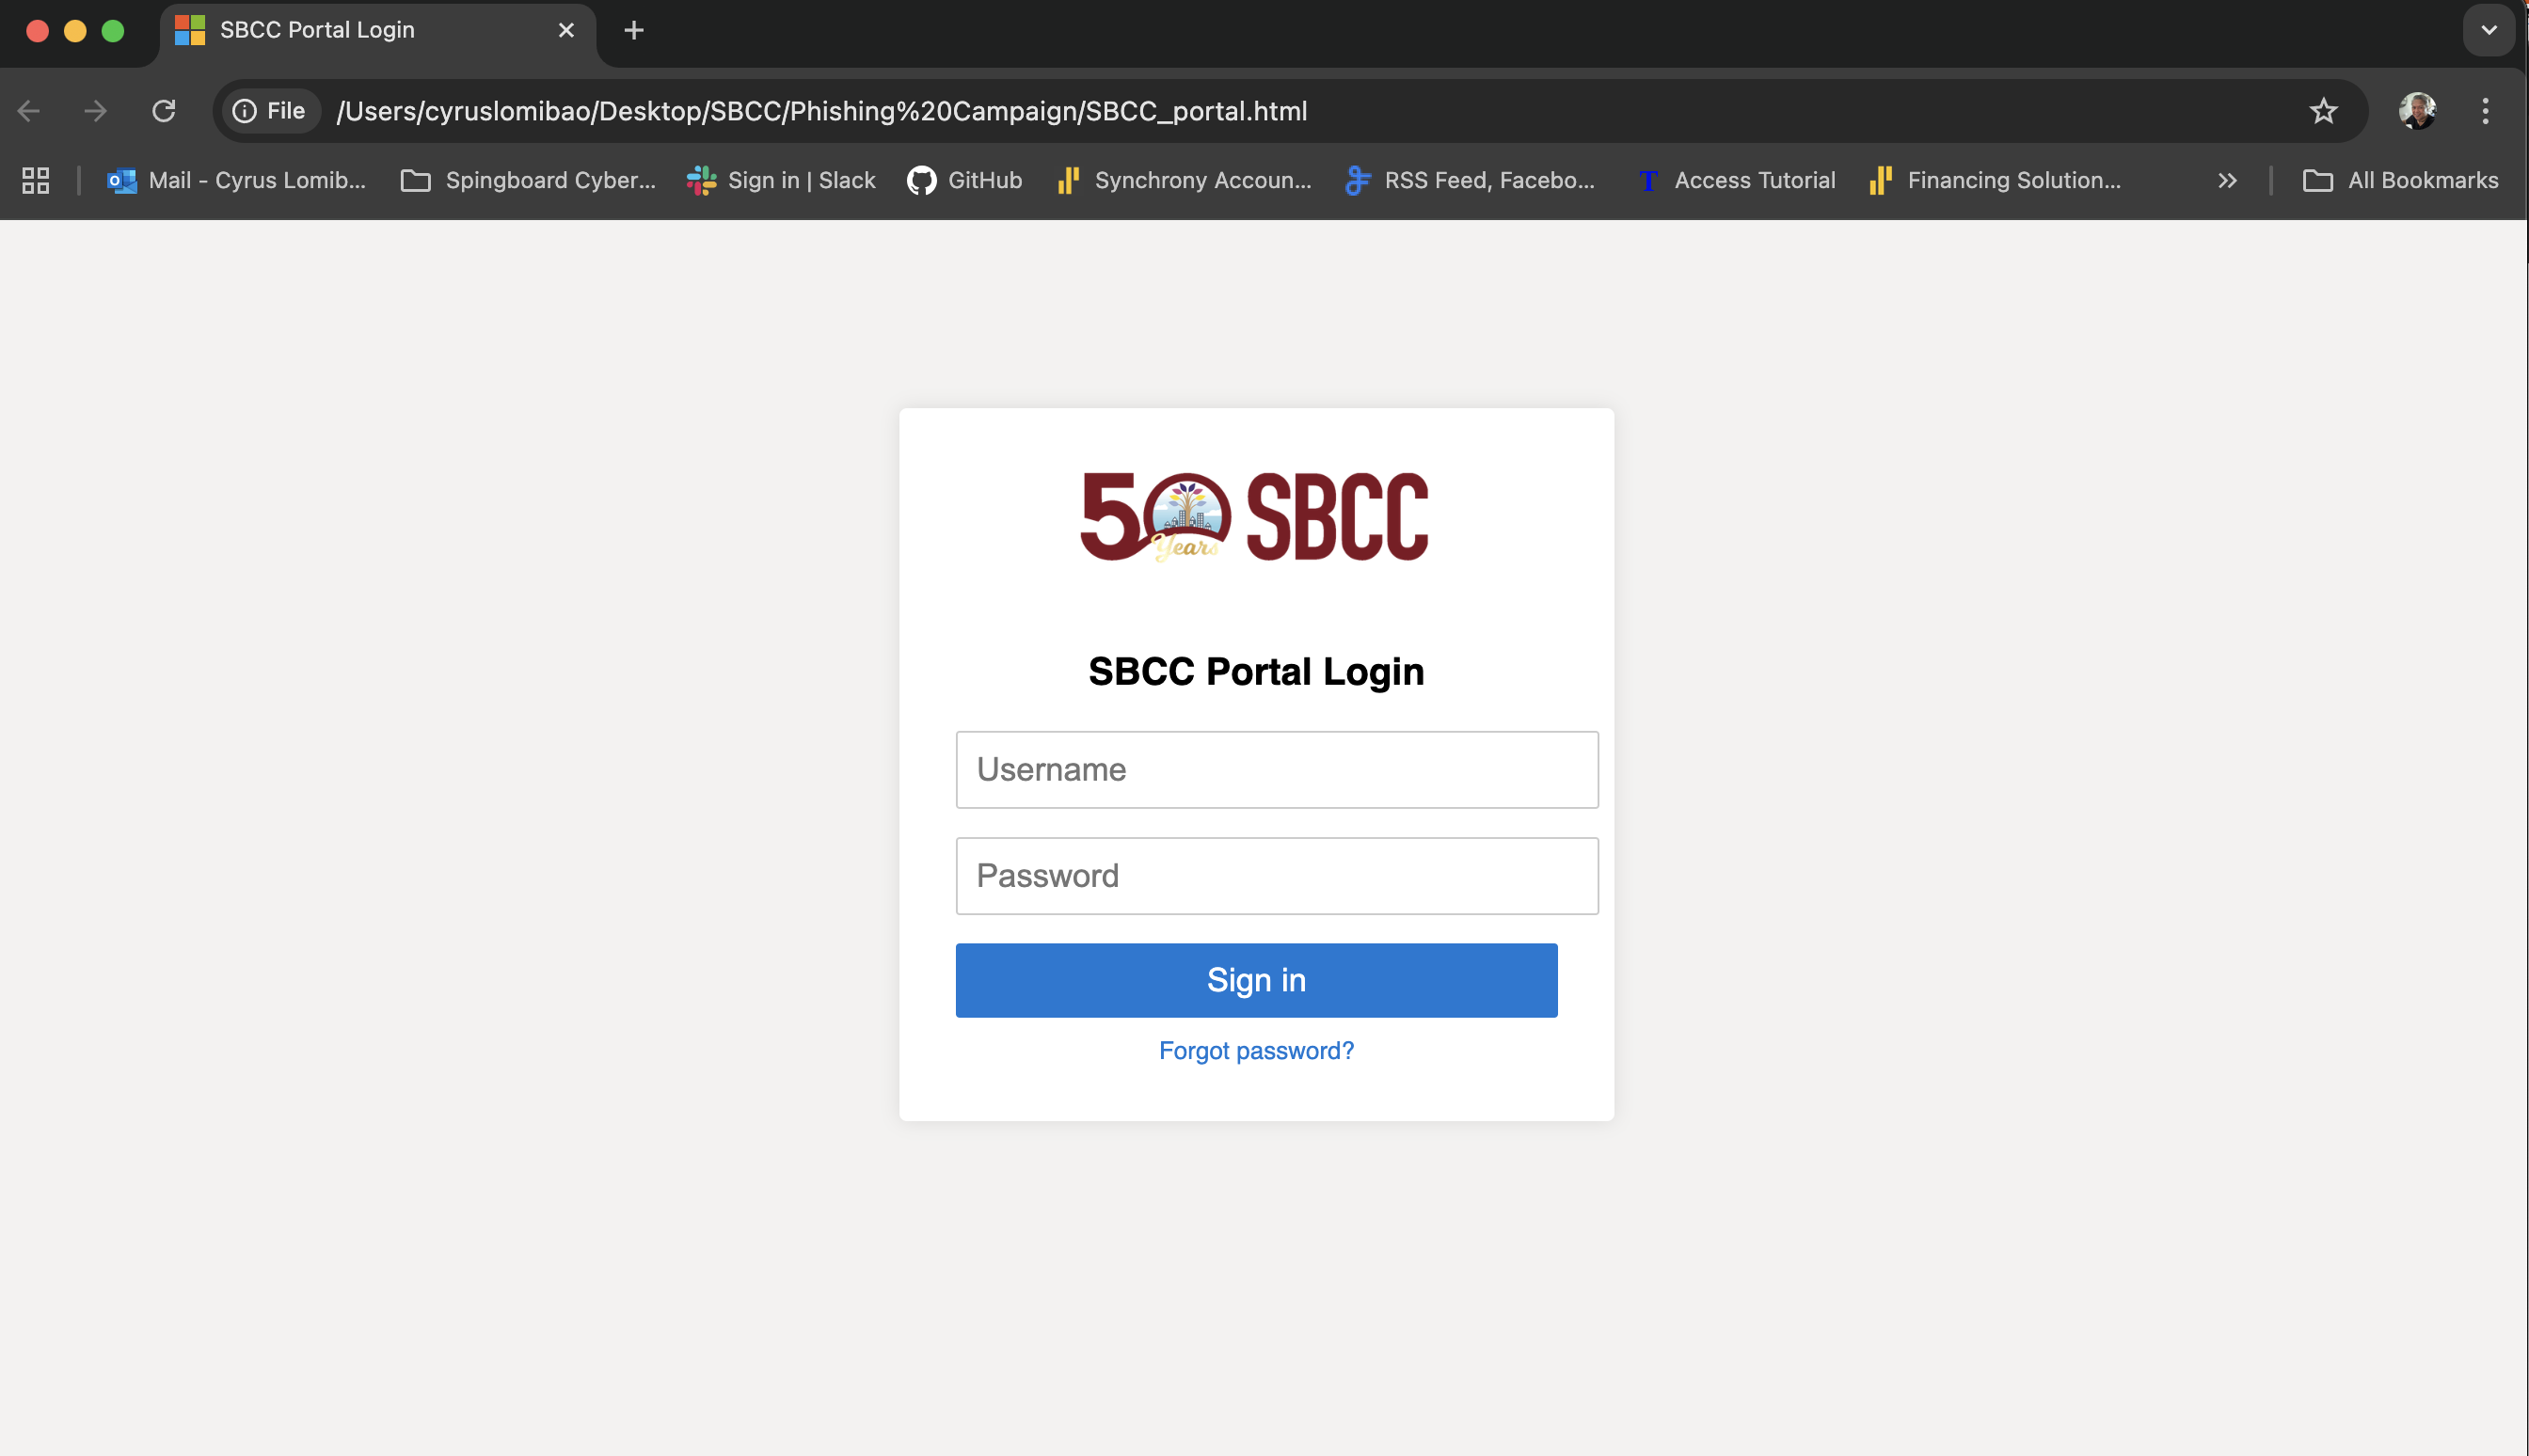 SBCC Portal Login
File /Users/cyruslomibao/Desktop/SBCC/Phishing%20Campaign/SBCC_portal.html
Mail - Cyrus Lomib... Spingboard Cyber... Sign in | Slack GitHub Synchrony Accoun... RSS Feed, Facebo... T Access Tutorial Financing Solution... All Bookmarks
50 Years SBCC
SBCC Portal Login
Username
Password
Sign in
Forgot password?